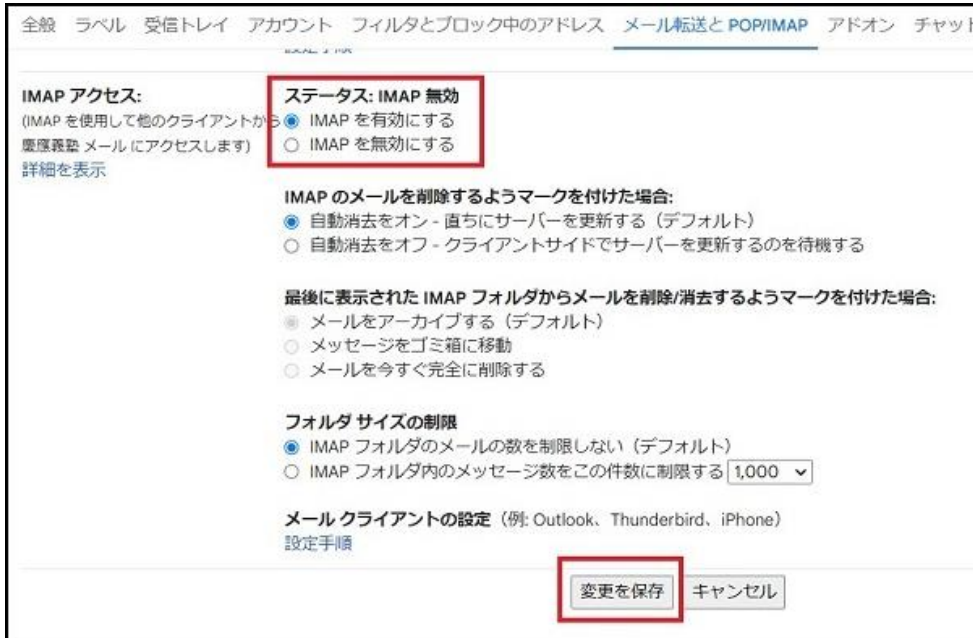 全般 ラベル 受信トレイ アカウント フィルタとブロック中のアドレス メール転送と POP/IMAP アドオン チャット
設定手順
IMAP アクセス:
(IMAP を使用して他のクライアントから
慶應義塾 メール にアクセスします)
詳細を表示
ステータス: IMAP 無効
IMAP を有効にする
IMAP を無効にする
IMAP のメールを削除するようマークを付けた場合:
自動消去をオン - 直ちにサーバーを更新する（デフォルト）
自動消去をオフ - クライアントサイドでサーバーを更新するのを待機する
最後に表示された IMAP フォルダからメールを削除/消去するようマークを付けた場合:
メールをアーカイブする（デフォルト）
メッセージをゴミ箱に移動
メールを今すぐ完全に削除する
フォルダ サイズの制限
IMAP フォルダのメールの数を制限しない（デフォルト）
IMAP フォルダ内のメッセージ数をこの件数に制限する 1,000
メール クライアントの設定（例: Outlook、Thunderbird、iPhone）
設定手順
変更を保存 キャンセル